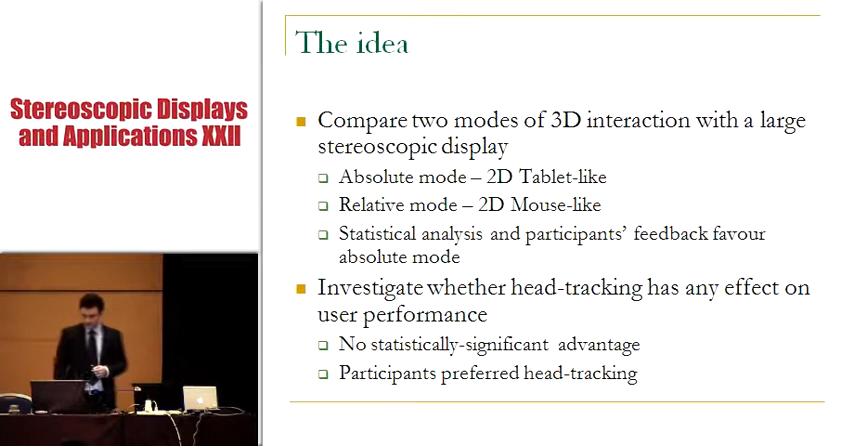 Stereoscopic Displays
and Applications XXII
The idea
Compare two modes of 3D interaction with a large
stereoscopic display
Absolute mode – 2D Tablet-like
Relative mode – 2D Mouse-like
Statistical analysis and participants’ feedback favour
absolute mode
Investigate whether head-tracking has any effect on
user performance
No statistically-significant advantage
Participants preferred head-tracking